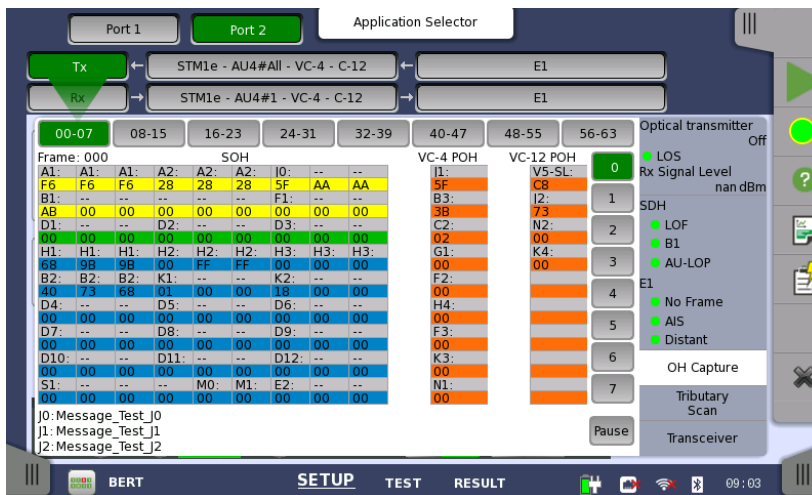 Port 1 Port 2 Application Selector
Tx STM1e - AU4#All - VC-4 - C-12 E1
Rx STM1e - AU4#1 - VC-4 - C-12 E1
00-07 08-15 16-23 24-31 32-39 40-47 48-55 56-63
Optical transmitter
Off
LOS
Rx Signal Level
nan dBm
SDH
LOF
B1
AU-LOP
E1
No Frame
AIS
Distant
OH Capture
Tributary
Scan
Transceiver
Frame: 000 SOH VC-4 POH VC-12 POH
A1: A1: A1: A2: A2: A2: J0: -- -- J1: V5-SL:
F6 F6 F6 28 28 28 5F AA AA 5F C8
B1: -- -- -- -- -- F1: -- -- B3: J2:
AB 00 00 00 00 00 00 00 00 3B 73
D1: -- -- D2: -- -- D3: -- -- C2: N2:
00 00 00 00 00 00 00 00 00 02 00
H1: H1: H1: H2: H2: H2: H3: H3: H3: G1: K4:
68 9B 9B 00 FF FF 00 00 00 00 00
B2: B2: B2: K1: -- -- K2: -- -- F2:
40 73 68 01 00 00 18 00 00 00
D4: -- -- D5: -- -- D6: -- -- H4:
00 00 00 00 00 00 00 00 00 00
D7: -- -- D8: -- -- D9: -- -- F3:
00 00 00 00 00 00 00 00 00 00
D10: -- -- D11: -- -- D12: -- -- K3:
00 00 00 00 00 00 00 00 00 00
S1: -- -- -- M0: M1: E2: -- -- N1:
00 00 00 00 00 00 00 00 00 00
0
1
2
3
4
5
6
7
Pause
J0: Message_Test_J0
J1: Message_Test_J1
J2: Message_Test_J2
BERT SETUP TEST RESULT 09:03